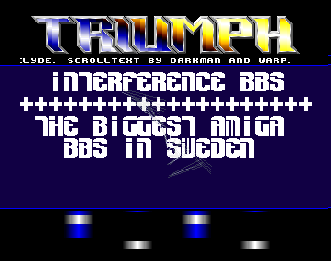 TRIUMPH
CLYDE. SCROLLTEXT BY DARKMAN AND WARP.
INTERFERENCE BBS
++++++++++++++++++++
THE BIGGEST AMIGA
BBS IN SWEDEN